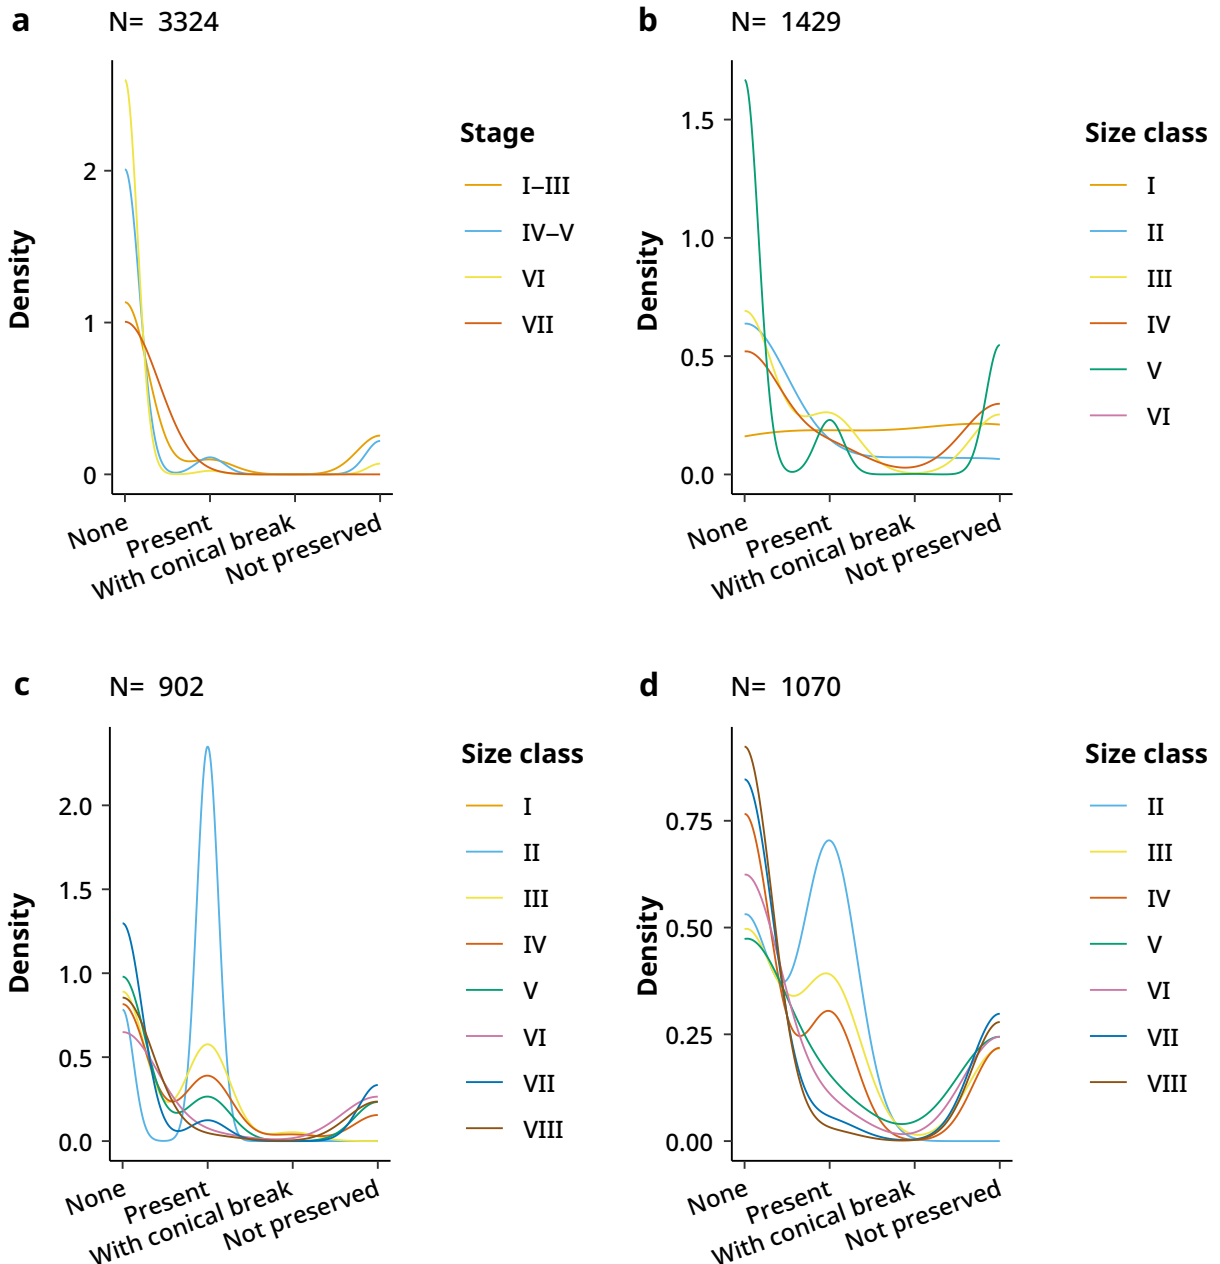 a
N= 3324
Density
2
1
0
None
Present
With conical break
Not preserved
Stage
I–III
IV–V
VI
VII
b
N= 1429
Density
1.5
1.0
0.5
0.0
None
Present
With conical break
Not preserved
Size class
I
II
III
IV
V
VI
c
N= 902
Density
2.0
1.5
1.0
0.5
0.0
None
Present
With conical break
Not preserved
Size class
I
II
III
IV
V
VI
VII
VIII
d
N= 1070
Density
0.75
0.50
0.25
0.00
None
Present
With conical break
Not preserved
Size class
II
III
IV
V
VI
VII
VIII